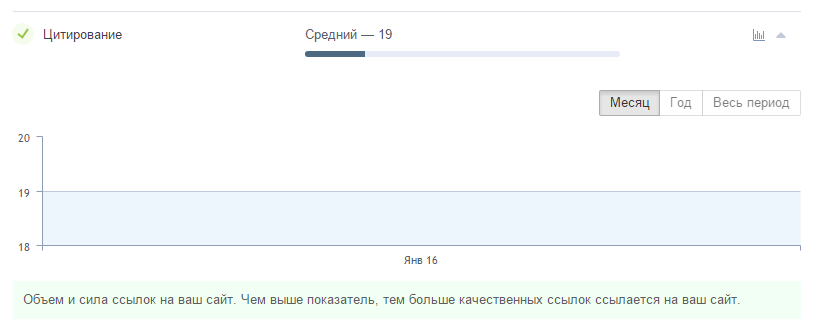 Цитирование
Средний — 19
Месяц Год Весь период
20
19
18
Янв 16
Объем и сила ссылок на ваш сайт. Чем выше показатель, тем больше качественных ссылок ссылается на ваш сайт.